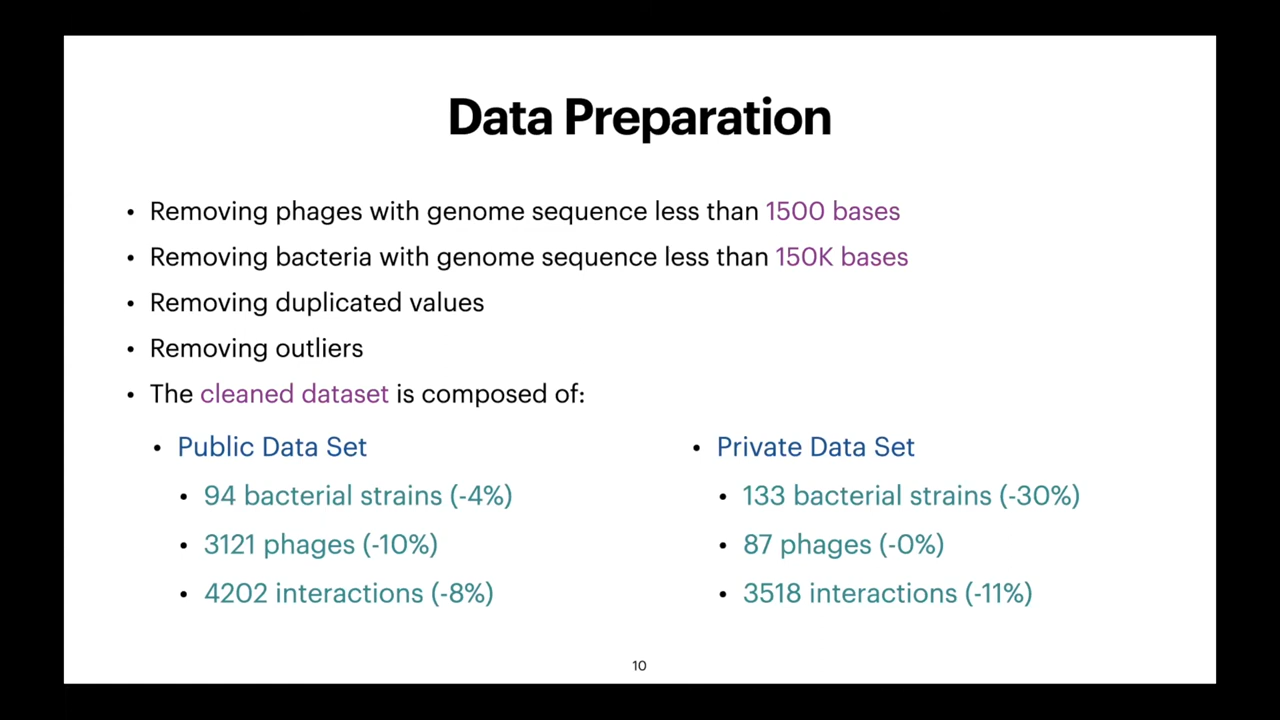 Data Preparation
• Removing phages with genome sequence less than 1500 bases
• Removing bacteria with genome sequence less than 150K bases
• Removing duplicated values
• Removing outliers
• The cleaned dataset is composed of:
• Public Data Set
• 94 bacterial strains (-4%)
• 3121 phages (-10%)
• 4202 interactions (-8%)
• Private Data Set
• 133 bacterial strains (-30%)
• 87 phages (-0%)
• 3518 interactions (-11%)
10